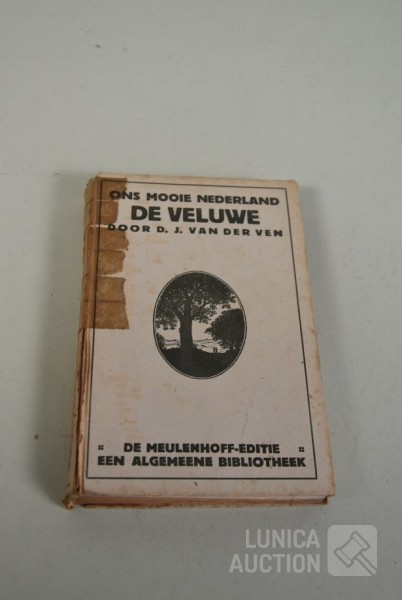 ONS MOOIE NEDERLAND
DE VELUWE
DOOR D. J. VAN DER VEN
:: DE MEULENHOFF-EDITIE ::
EEN ALGEMEENE BIBLIOTHEEK
LUNICA
AUCTION